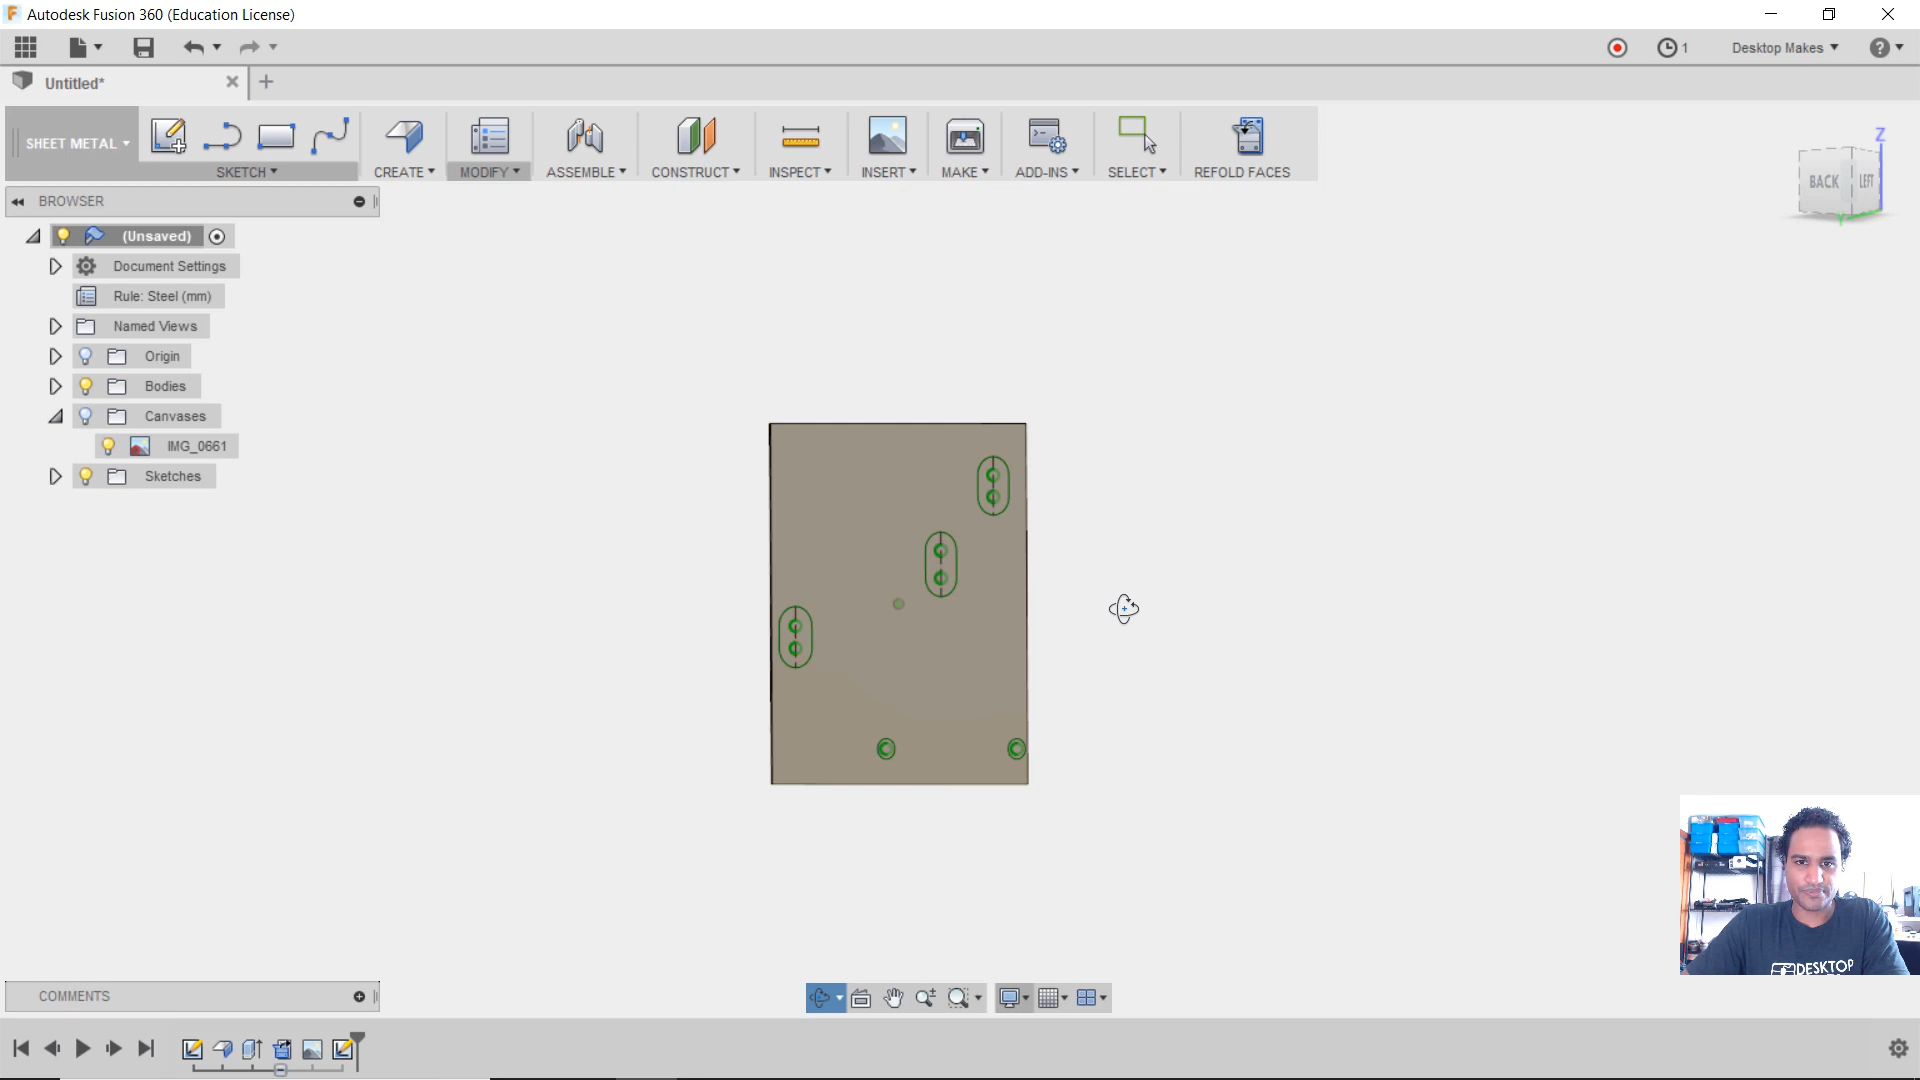 Autodesk Fusion 360 (Education License)
1
Desktop Makes
?
Untitled*
SHEET METAL
SKETCH
CREATE
MODIFY
ASSEMBLE
CONSTRUCT
INSPECT
INSERT
MAKE
ADD-INS
SELECT
REFOLD FACES
BROWSER
(Unsaved)
Document Settings
Rule: Steel (mm)
Named Views
Origin
Bodies
Canvases
IMG_0661
Sketches
Z
BACK
LEFT
Y
DESKTOP
COMMENTS